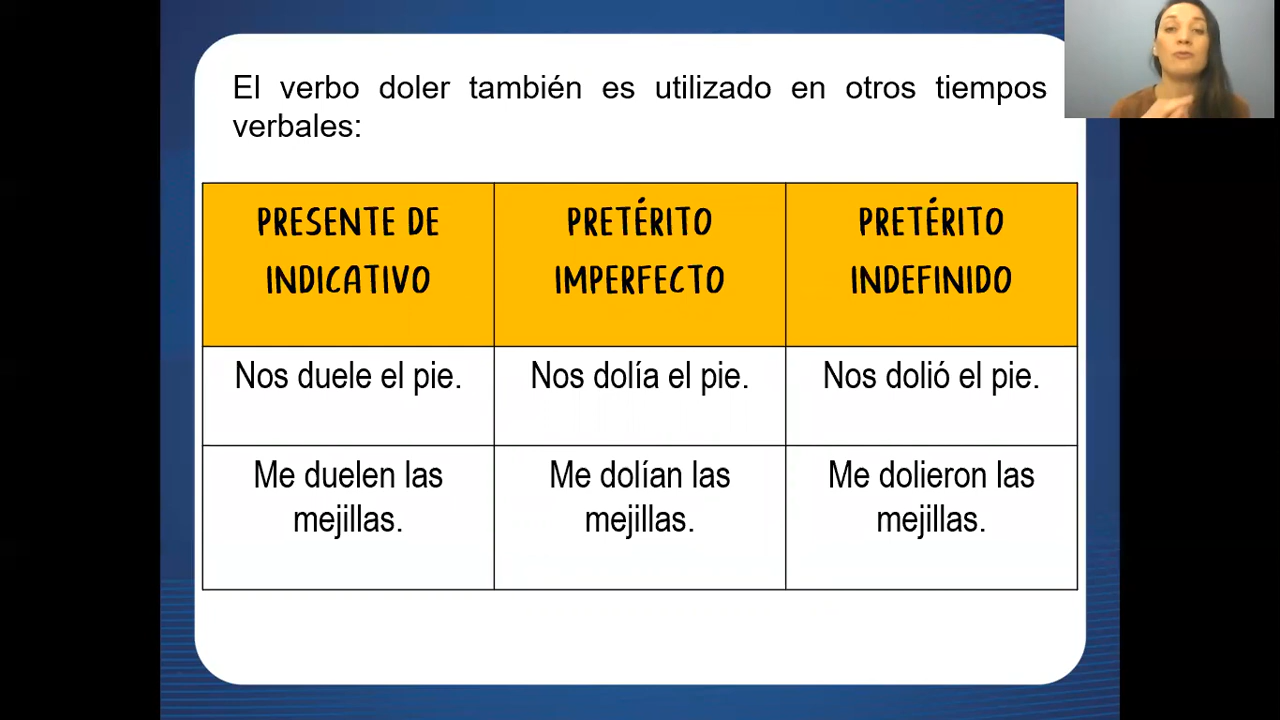 El verbo doler también es utilizado en otros tiempos
verbales:
PRESENTE DE
INDICATIVO
PRETÉRITO
IMPERFECTO
PRETÉRITO
INDEFINIDO
Nos duele el pie.
Nos dolía el pie.
Nos dolió el pie.
Me duelen las
mejillas.
Me dolían las
mejillas.
Me dolieron las
mejillas.